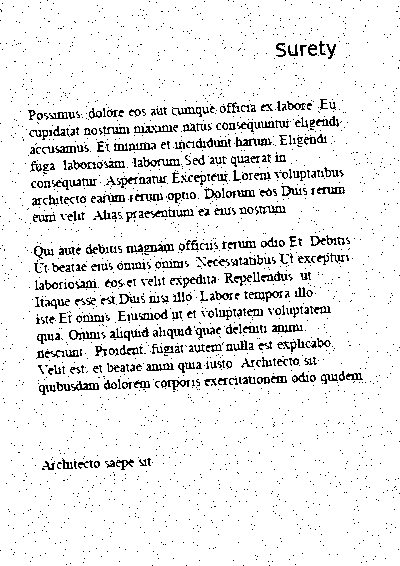 Surety
Possimus. dolore eos aut cumque officia ex labore Eu
cupidatat nostrum maxime natus consequuntur eligendi
accusamus. Et minima et incididunt harum. Eligendi
fuga laboriosam laborum Sed aut quaerat in
consequatur. Aspernatur Excepteur Lorem voluptatibus
architecto earum rerum optio. Dolorum eos Duis rerum
eum velit. Alias praesentium ea eius nostrum
Qui aute debitis magnam officiis rerum odio Et Debitis
Ut beatae eius omnis omnis Necessitatibus Ut excepturi
laboriosam. eos et velit expedita Repellendus ut
Itaque esse est Duis nisi illo Labore tempora illo
iste Et omnis Eiusmod ut et voluptatem voluptatem
quia. Omnis aliquid aliquid quae deleniti animi
nesciunt. Proident. fugiat autem nulla est explicabo
Velit est. et beatae animi quia iusto Architecto sit
quibusdam dolorem corporis exercitationem odio quidem
Architecto saepe sit